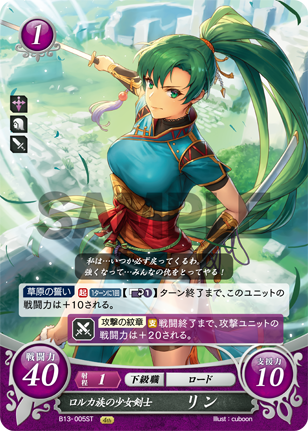 1
SAMPLE
私は…いつか必ず戻ってくるわ。
強くなって…みんなの仇をとってやる!
草原の誓い 起 1ターンに1回 1 ターン終了まで、このユニットの
戦闘力は+10される。
攻撃の紋章 支 戦闘終了まで、攻撃ユニットの
戦闘力は+20される。
戦闘力 40 射程 1 下級職 ロード 支援力 10
ロルカ族の少女剣士 リン
B13-005ST Illust:cuboon